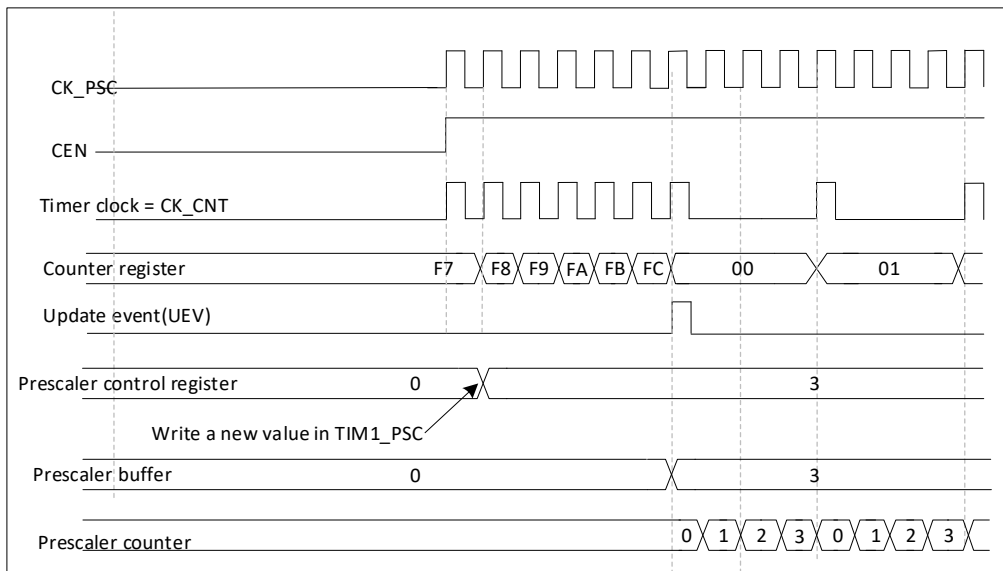 CK_PSC
CEN
Timer clock = CK_CNT
Counter register F7 F8 F9 FA FB FC 00 01
Update event(UEV)
Prescaler control register 0 3
Write a new value in TIM1_PSC
Prescaler buffer 0 3
Prescaler counter 0 1 2 3 0 1 2 3